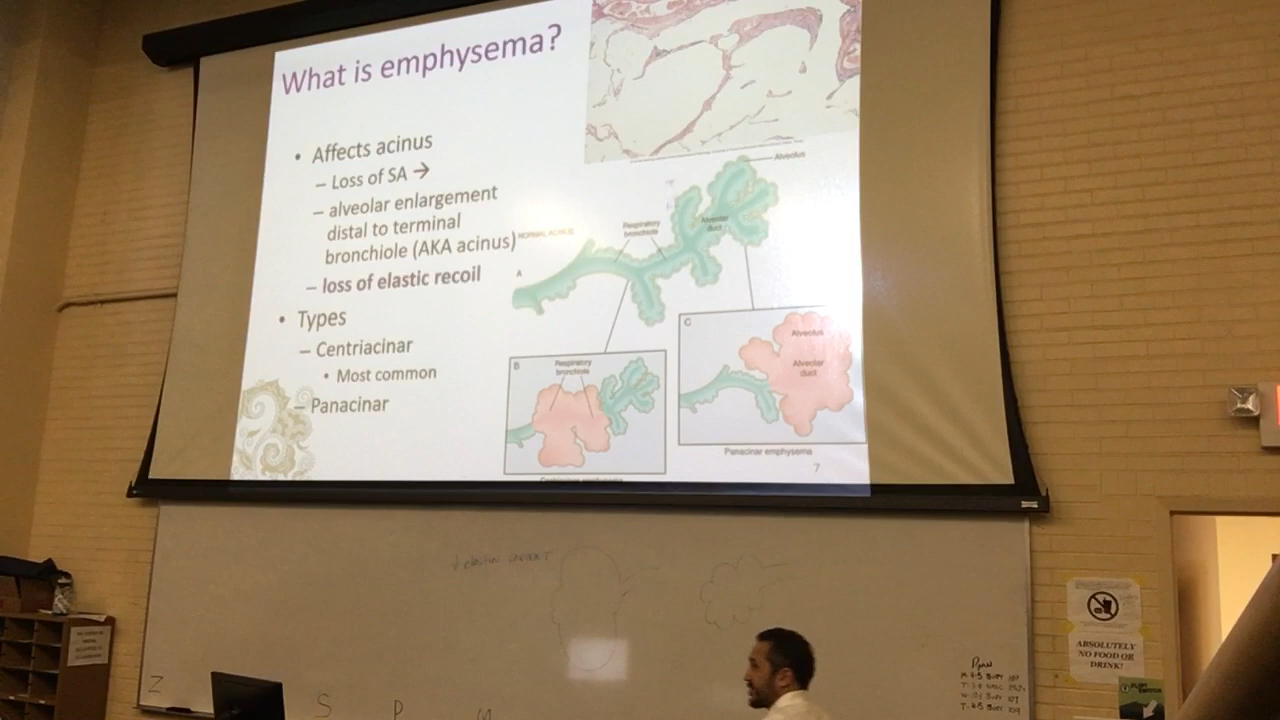 What is emphysema?
• Affects acinus
– Loss of SA →
– alveolar enlargement
distal to terminal
bronchiole (AKA acinus)
– loss of elastic recoil
• Types
– Centriacinar
• Most common
– Panacinar
Alveolus
Respiratory
bronchiole
Alveolar
duct
NORMAL ACINUS
A
B
Respiratory
bronchiole
C
Alveolus
Alveolar
duct
Panacinar emphysema
7
Z
S
P
ABSOLUTELY
NO FOOD OR
DRINK!